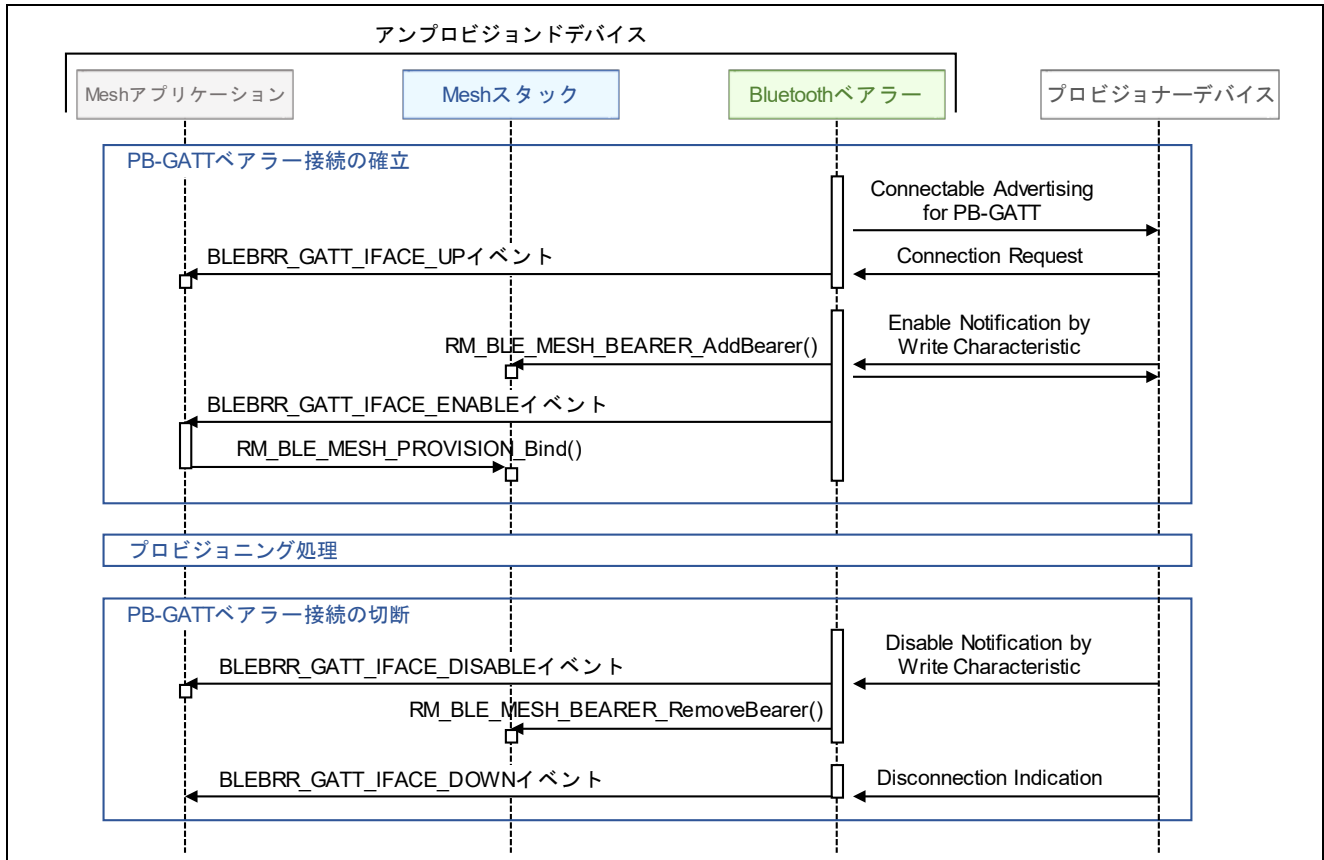 アンプロビジョンドデバイス
Meshアプリケーション
Meshスタック
Bluetoothベアラー
プロビジョナーデバイス
PB-GATTベアラー接続の確立
Connectable Advertising
for PB-GATT
BLEBRR_GATT_IFACE_UPイベント
Connection Request
Enable Notification by
Write Characteristic
RM_BLE_MESH_BEARER_AddBearer()
BLEBRR_GATT_IFACE_ENABLEイベント
RM_BLE_MESH_PROVISION_Bind()
プロビジョニング処理
PB-GATTベアラー接続の切断
Disable Notification by
Write Characteristic
BLEBRR_GATT_IFACE_DISABLEイベント
RM_BLE_MESH_BEARER_RemoveBearer()
BLEBRR_GATT_IFACE_DOWNイベント
Disconnection Indication